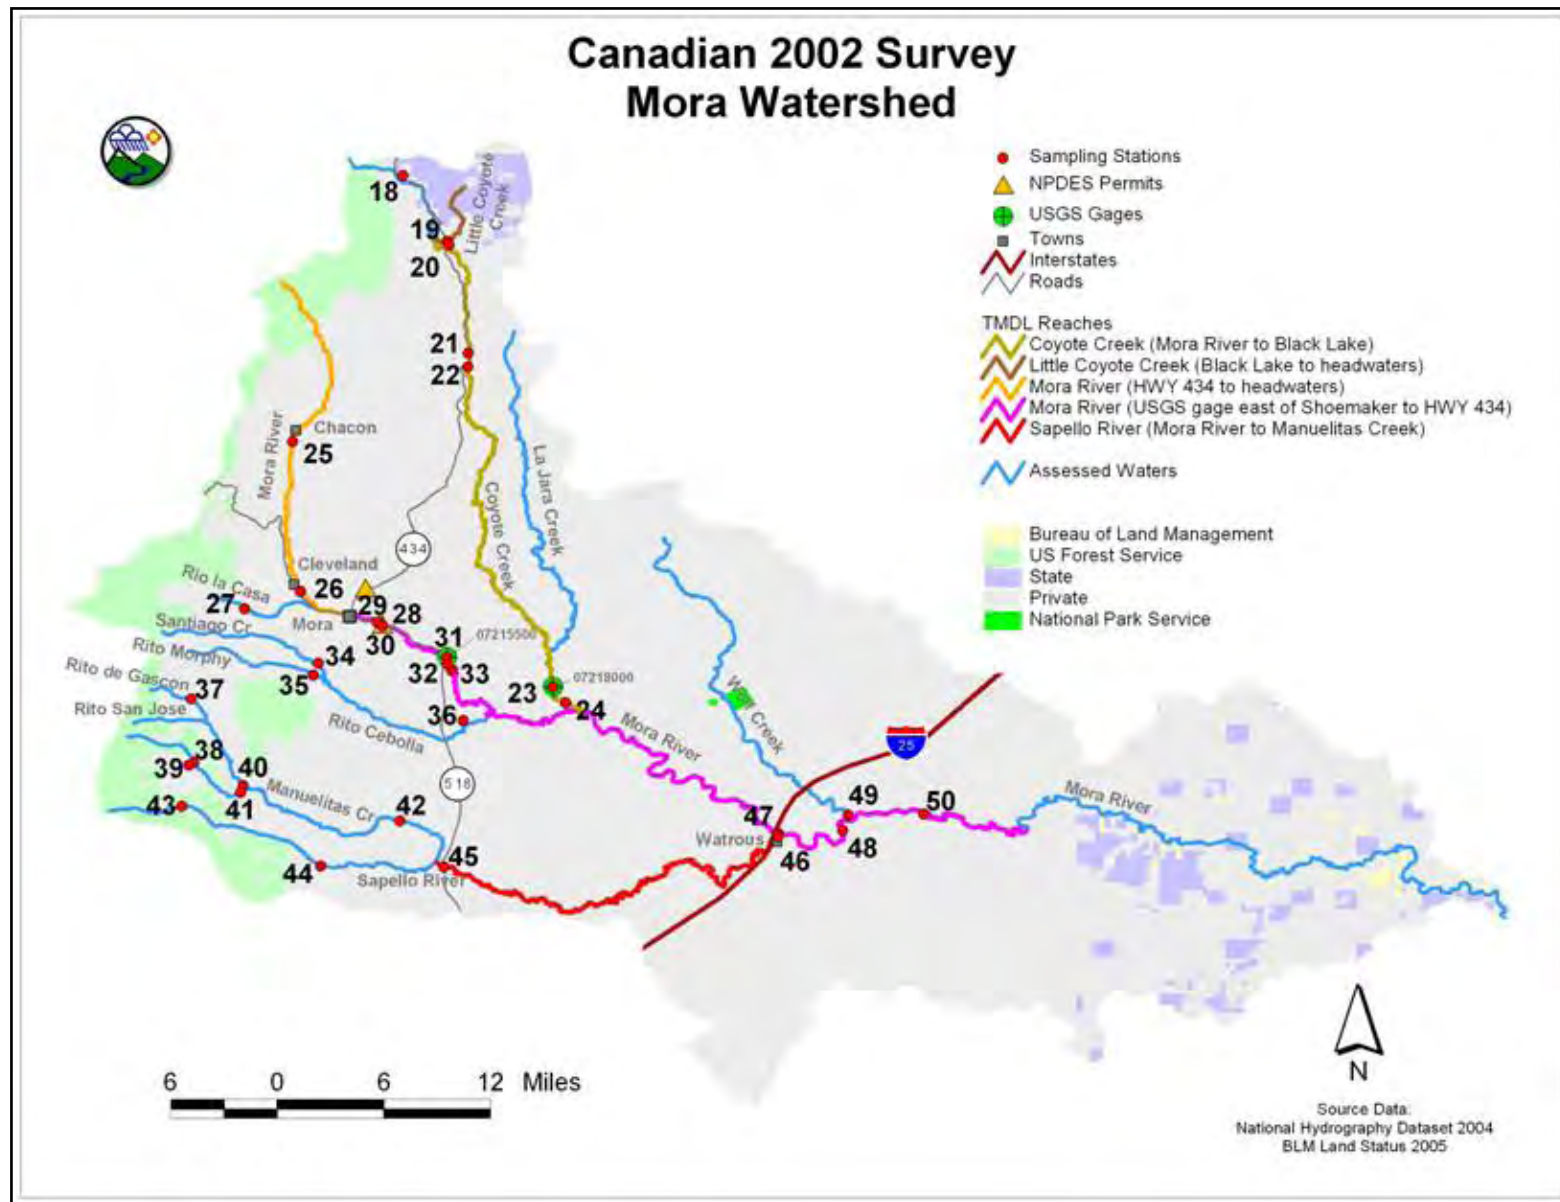 Canadian 2002 Survey
Mora Watershed
Sampling Stations
NPDES Permits
USGS Gages
Towns
Interstates
Roads
TMDL Reaches
Coyote Creek (Mora River to Black Lake)
Little Coyote Creek (Black Lake to headwaters)
Mora River (HWY 434 to headwaters)
Mora River (USGS gage east of Shoemaker to HWY 434)
Sapello River (Mora River to Manuelitas Creek)
Assessed Waters
Bureau of Land Management
US Forest Service
State
Private
National Park Service
18
19
20
Little Coyote
Creek
21
22
Chacon
25
Mora River
La Jara Creek
Coyote Creek
434
Cleveland
26
Rio la Casa
27
Mora
29
28
30
Santiago Cr
31
07215500
32
33
Rito Morphy
34
35
Rito de Gascon
37
23
07218000
24
Wolf Creek
Rito San Jose
Rito Cebolla
36
Mora River
25
38
39
40
41
Manuelitas Cr
518
42
43
44
45
Sapello River
Watrous
47
46
49
48
50
Mora River
6
0
6
12
Miles
N
Source Data:
National Hydrography Dataset 2004
BLM Land Status 2005